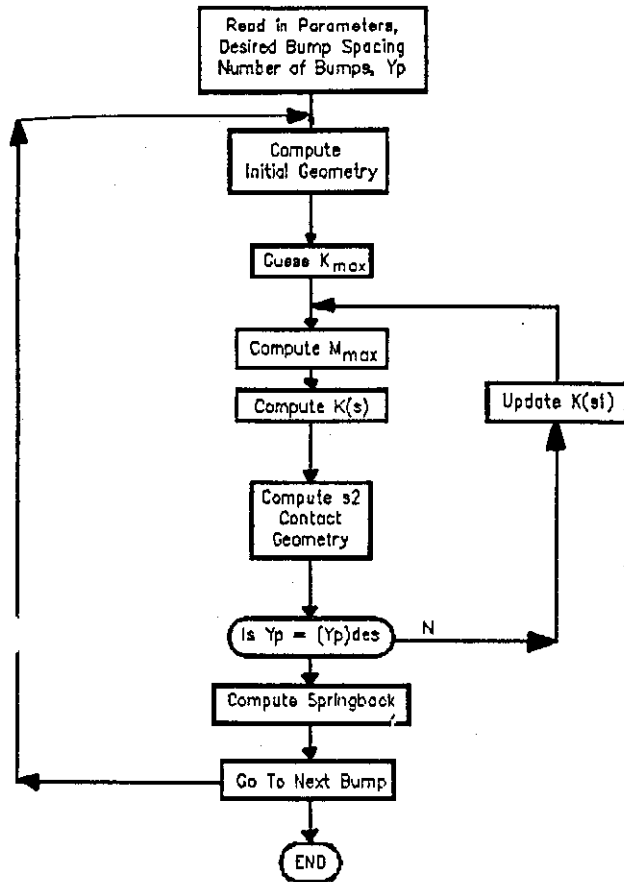 Read in Parameters,
Desired Bump Spacing
Number of Bumps, Yp
Compute
Initial Geometry
Guess Kmax
Compute Mmax
Compute K(s)
Update K(si)
Compute s2
Contact
Geometry
Is Yp = (Yp)des
N
Compute Springback
Go To Next Bump
END